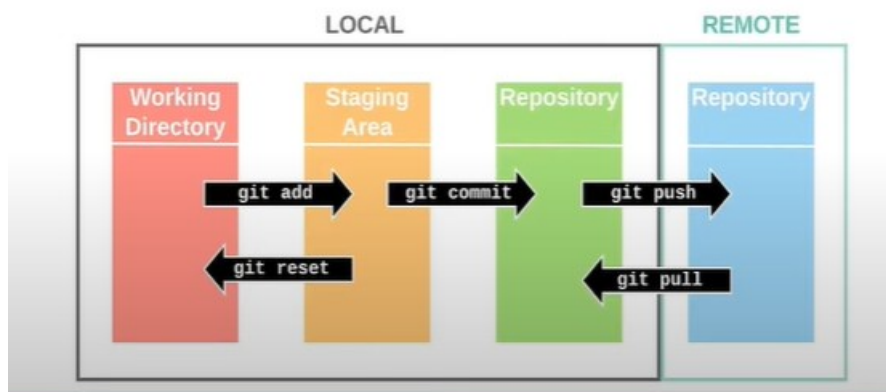 LOCAL
REMOTE
Working
Directory
Staging
Area
Repository
Repository
git add
git commit
git push
git reset
git pull